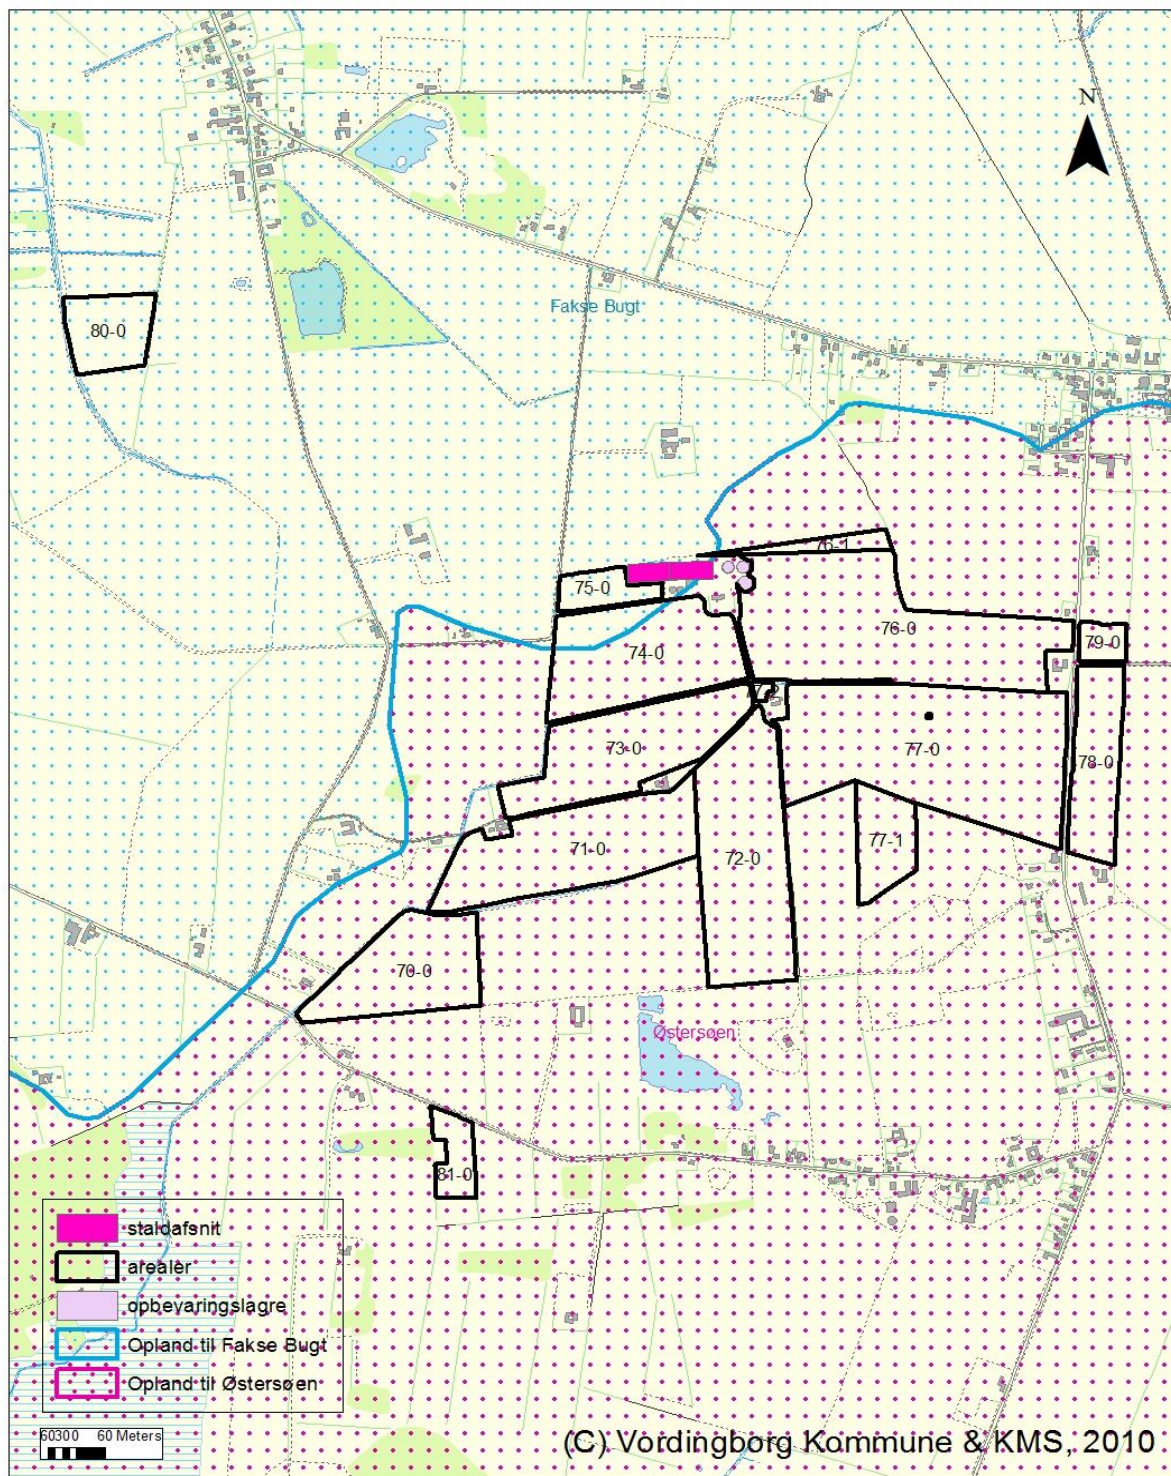 N
80-0
Fakse Bugt
76-1
75-0
76-0
79-0
74-0
77-2
73-0
77-0
78-0
77-1
71-0
72-0
70-0
Østersøen
81-0
staldafsnit
arealer
opbevaringslagre
Opland til Fakse Bugt
Opland til Østersøen
60300 60 Meters
(C) Vordingborg Kommune & KMS, 2010